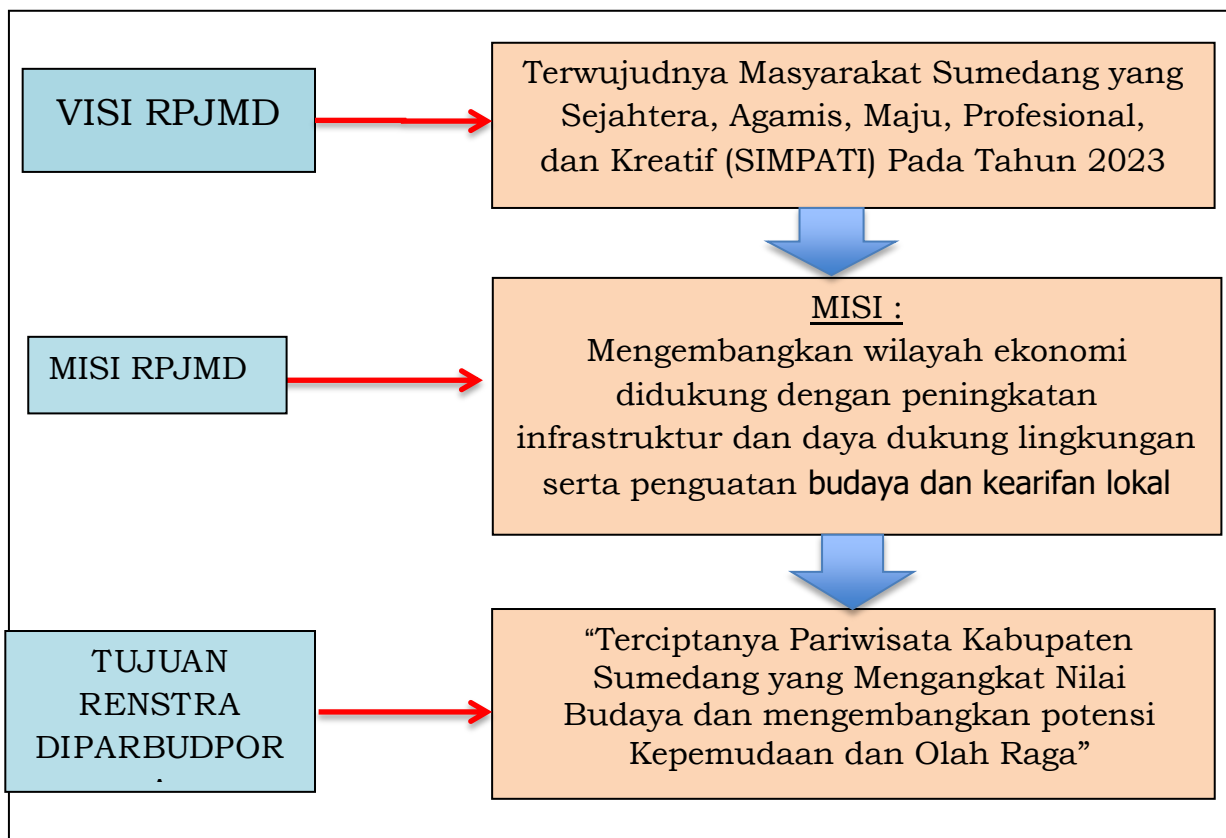 VISI RPJMD
Terwujudnya Masyarakat Sumedang yang
Sejahtera, Agamis, Maju, Profesional,
dan Kreatif (SIMPATI) Pada Tahun 2023
MISI RPJMD
MISI :
Mengembangkan wilayah ekonomi
didukung dengan peningkatan
infrastruktur dan daya dukung lingkungan
serta penguatan budaya dan kearifan lokal
TUJUAN
RENSTRA
DIPARBUDPOR
“Terciptanya Pariwisata Kabupaten
Sumedang yang Mengangkat Nilai
Budaya dan mengembangkan potensi
Kepemudaan dan Olah Raga”